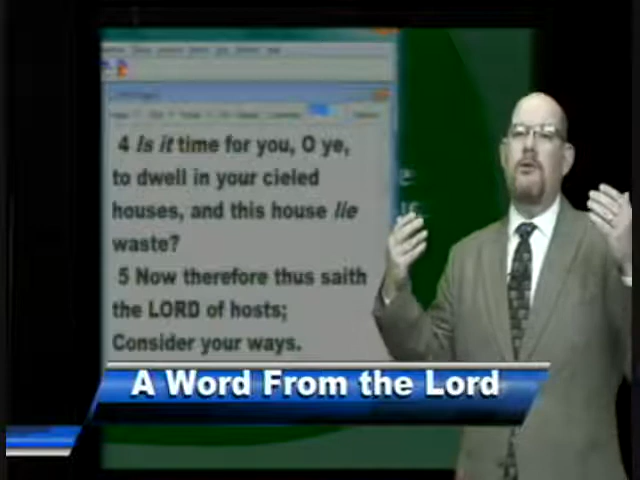 4 Is it time for you, O ye,
to dwell in your cieled
houses, and this house lie
waste?
5 Now therefore thus saith
the LORD of hosts;
Consider your ways.
A Word From the Lord